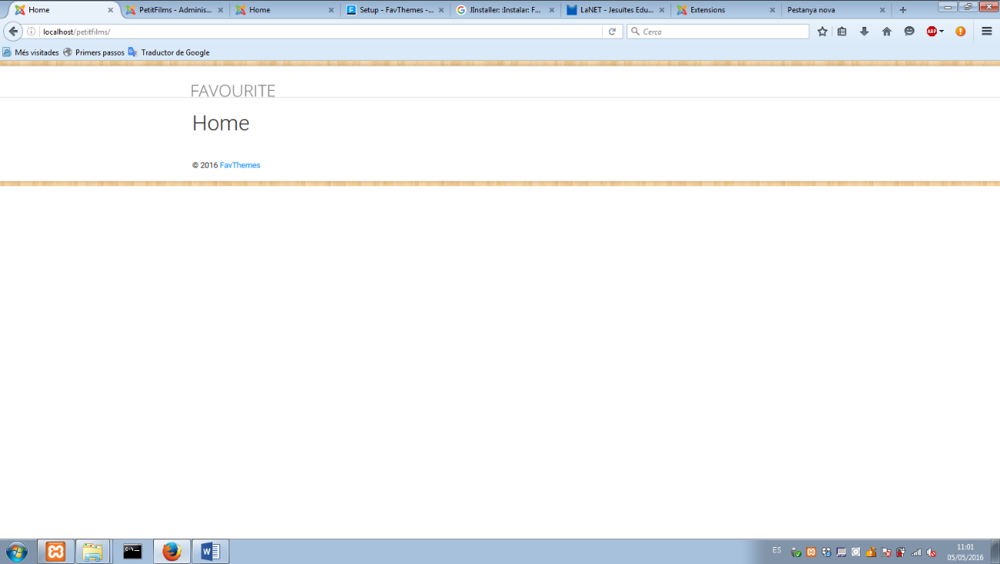 Home
PetitFilms - Adminis...
Home
Setup - FavThemes -...
JInstaller: :Instalar: F...
LaNET - Jesuïtes Edu...
Extensions
Pestanya nova
localhost/petitfilms/
Cerca
ABP
Més visitades
Primers passos
Traductor de Google
FAVOURITE
Home
© 2016 FavThemes
ES
11:01
05/05/2016